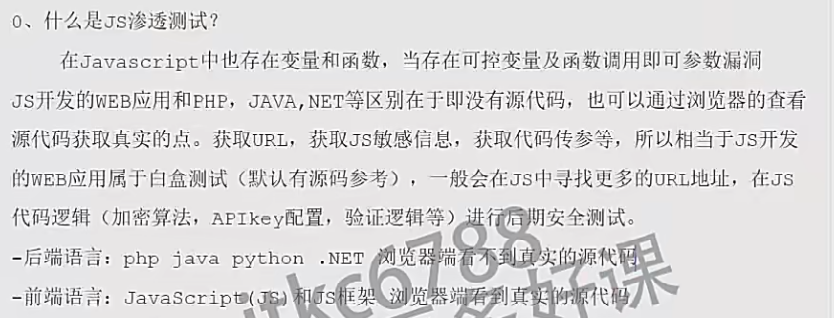 0、什么是JS渗透测试?
在Javascript中也存在变量和函数，当存在可控变量及函数调用即可参数漏洞
JS开发的WEB应用和PHP，JAVA,NET等区别在于即没有源代码，也可以通过浏览器的查看
源代码获取真实的点。获取URL，获取JS敏感信息，获取代码传参等，所以相当于JS开发
的WEB应用属于白盒测试（默认有源码参考），一般会在JS中寻找更多的URL地址，在JS
代码逻辑（加密算法，APIkey配置，验证逻辑等）进行后期安全测试。
-后端语言：php java python .NET 浏览器端看不到真实的源代码
-前端语言：JavaScript(JS)和JS框架 浏览器端看到真实的源代码
itkc6788
好课